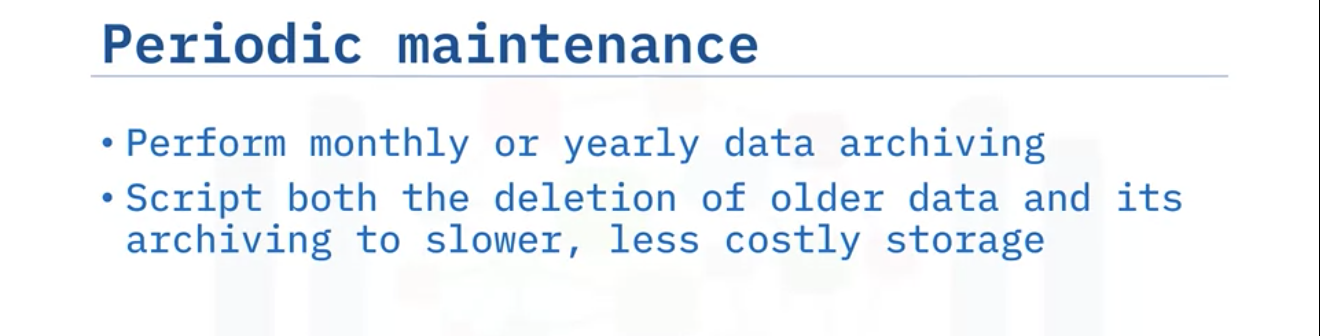 Periodic maintenance
• Perform monthly or yearly data archiving
• Script both the deletion of older data and its
archiving to slower, less costly storage